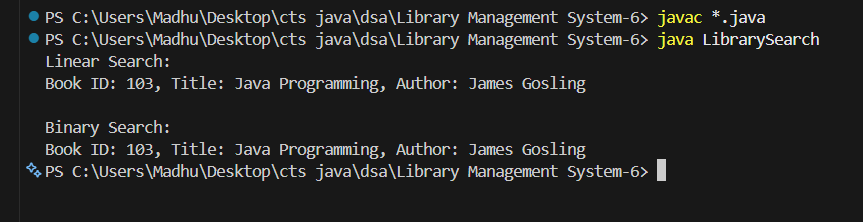 PS C:\Users\Madhu\Desktop\cts java\dsa\Library Management System-6> javac *.java
PS C:\Users\Madhu\Desktop\cts java\dsa\Library Management System-6> java LibrarySearch
Linear Search:
Book ID: 103, Title: Java Programming, Author: James Gosling
Binary Search:
Book ID: 103, Title: Java Programming, Author: James Gosling
PS C:\Users\Madhu\Desktop\cts java\dsa\Library Management System-6>